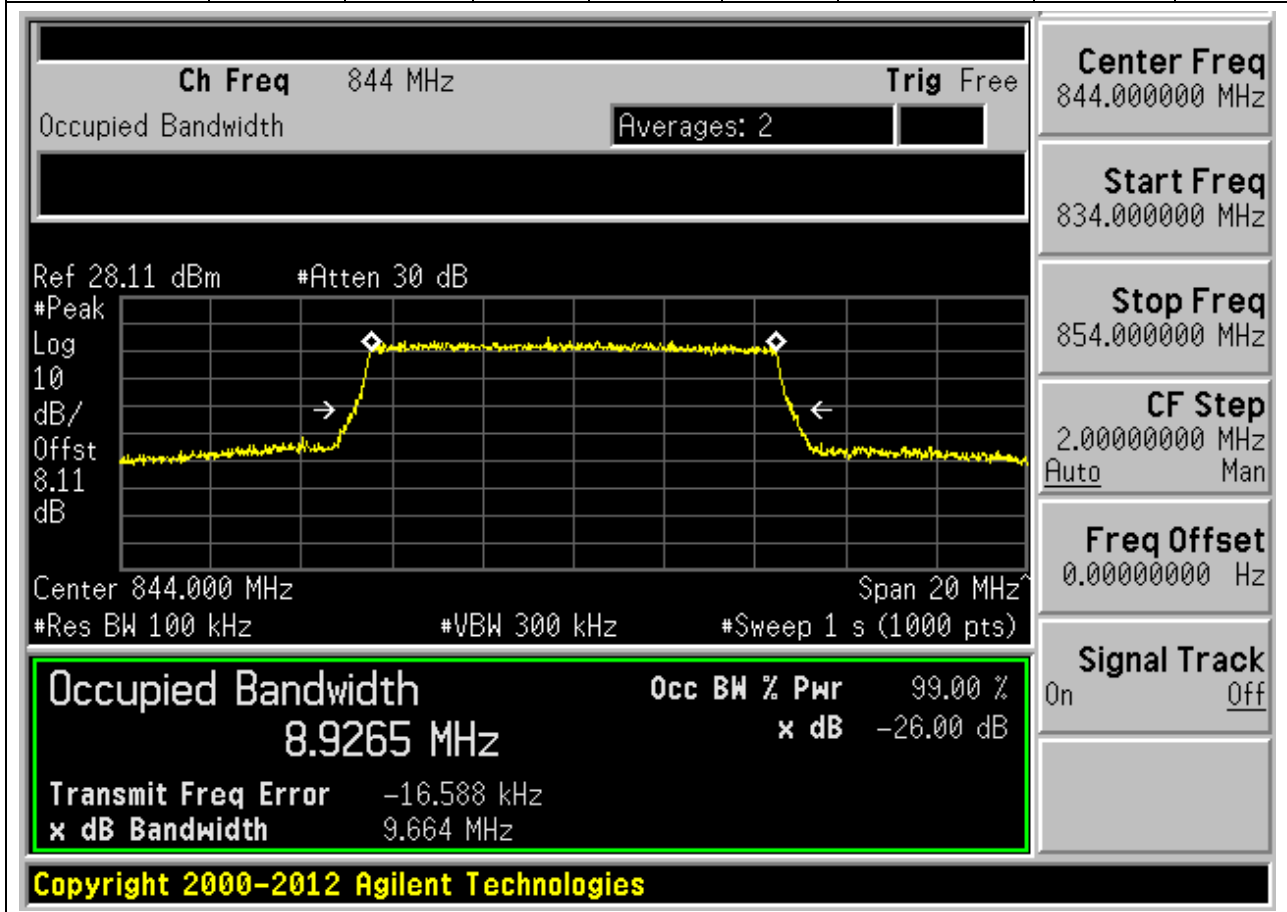 Ch Freq 844 MHz Trig Free
Occupied Bandwidth Averages: 2
Ref 28.11 dBm #Atten 30 dB
#Peak
Log
10
dB/
Offst
8.11
dB
Center 844.000 MHz Span 20 MHz^
#Res BW 100 kHz #VBW 300 kHz #Sweep 1 s (1000 pts)
Occupied Bandwidth
8.9265 MHz
Occ BW % Pwr 99.00 %
x dB -26.00 dB
Transmit Freq Error -16.588 kHz
x dB Bandwidth 9.664 MHz
Copyright 2000-2012 Agilent Technologies
Center Freq
844.000000 MHz
Start Freq
834.000000 MHz
Stop Freq
854.000000 MHz
CF Step
2.00000000 MHz
Auto Man
Freq Offset
0.00000000 Hz
Signal Track
On Off